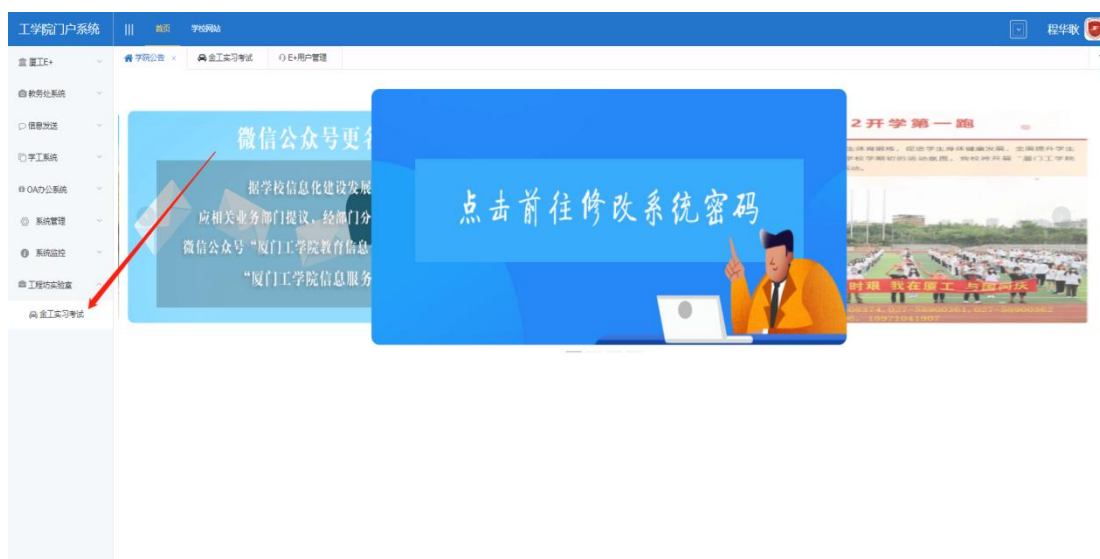 工学院门户系统
首页
学校网站
程华耿
厦工E+
学院公告 ×
金工实习考试
E+用户管理
教务处系统
信息发送
学工系统
OA办公系统
系统管理
系统监控
工程坊实验室
金工实习考试
微信公众号更名
据学校信息化建设发展
应相关业务部门提议、经部门分
微信公众号“厦门工学院教育信息
“厦门工学院信息服务
点击前往修改系统密码
2开学第一跑
时艰 我在厦工 与国同庆